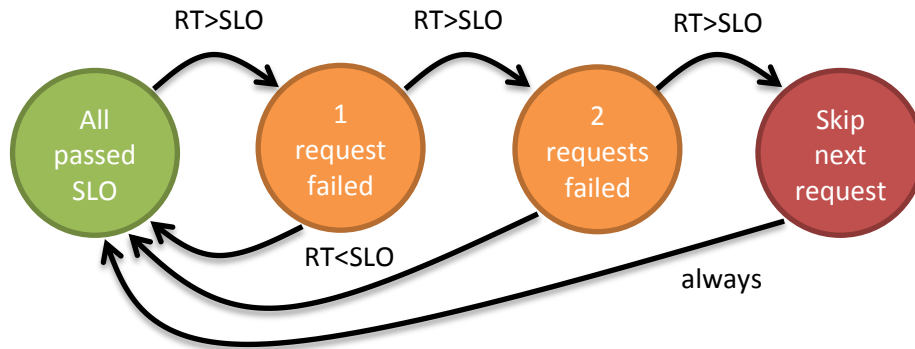 RT>SLO
RT>SLO
RT>SLO
All
passed
SLO
1
request
failed
2
requests
failed
Skip
next
request
RT<SLO
always